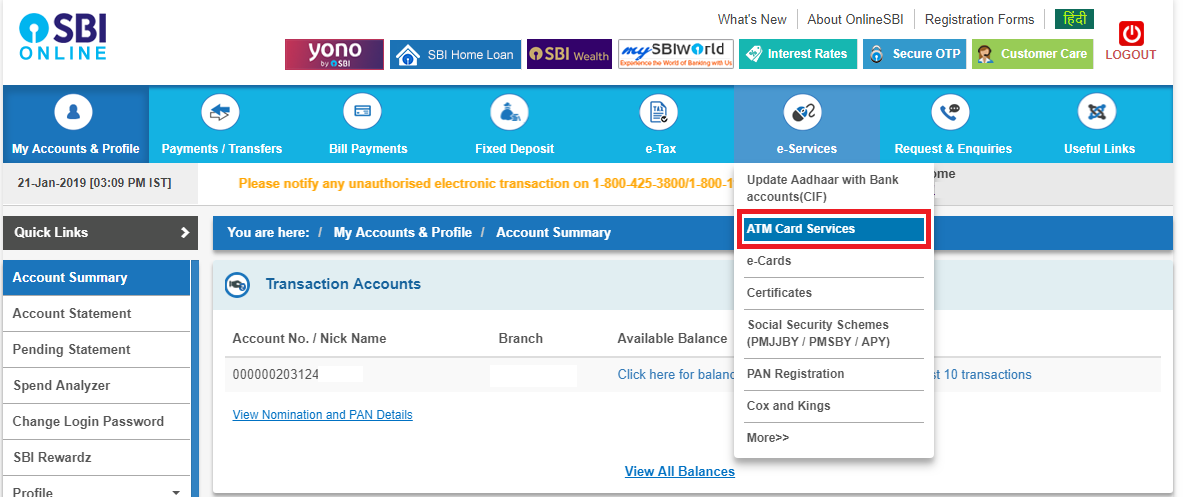 What's New
About OnlineSBI
Registration Forms
हिंदी
SBI
ONLINE
yono
by SBI
SBI Home Loan
SBI Wealth
mySBIWorld
Experience the World of Banking with Us
Interest Rates
Secure OTP
Customer Care
LOGOUT
My Accounts & Profile
Payments / Transfers
Bill Payments
Fixed Deposit
TAX
e-Tax
e-Services
Request & Enquiries
Useful Links
21-Jan-2019 [03:09 PM IST]
Please notify any unauthorised electronic transaction on 1-800-425-3800/1-800-1
ome
Quick Links
Account Summary
Account Statement
Pending Statement
Spend Analyzer
Change Login Password
SBI Rewardz
Profile
You are here: / My Accounts & Profile / Account Summary
Transaction Accounts
Account No. / Nick Name
Branch
Available Balance
000000203124
Click here for balanc
st 10 transactions
View Nomination and PAN Details
View All Balances
Update Aadhaar with Bank
accounts(CIF)
ATM Card Services
e-Cards
Certificates
Social Security Schemes
(PMJJBY / PMSBY / APY)
PAN Registration
Cox and Kings
More>>